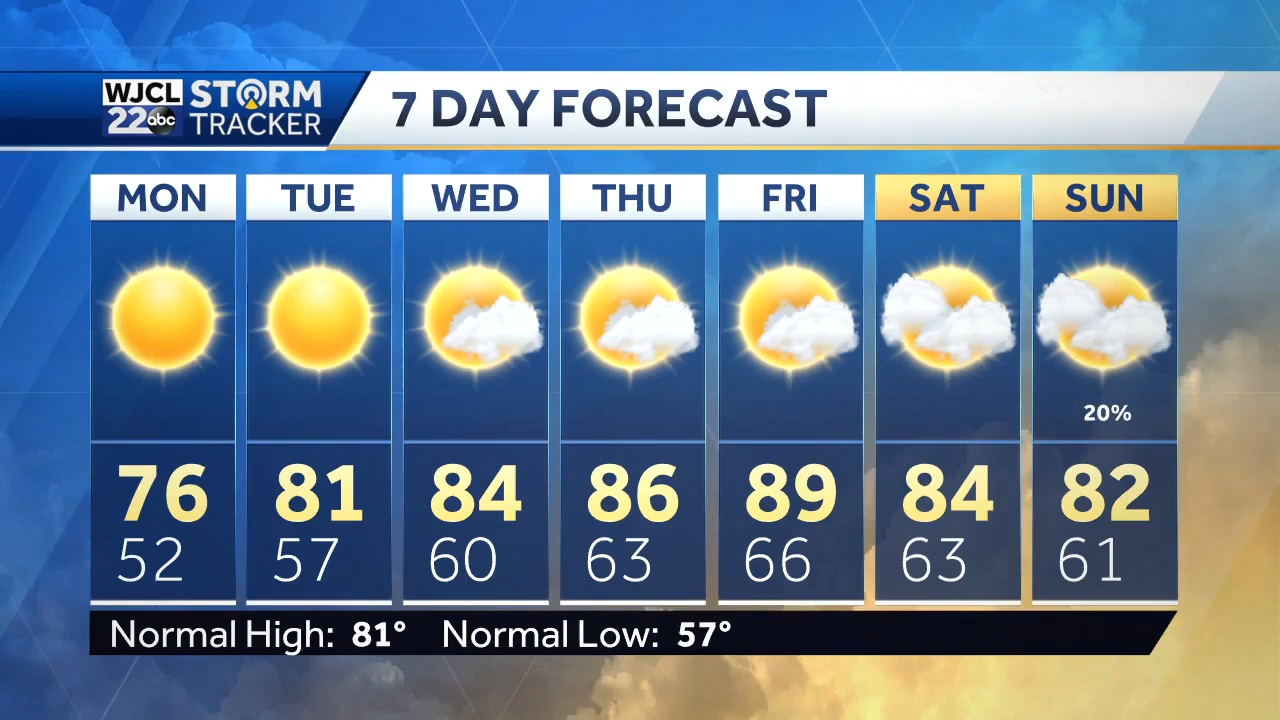 WJCL
22 abc
STORM
TRACKER
7 DAY FORECAST
MON TUE WED THU FRI SAT SUN
20%
76 81 84 86 89 84 82
52 57 60 63 66 63 61
Normal High: 81° Normal Low: 57°